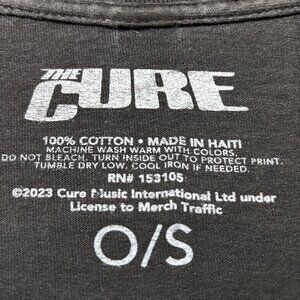 THE CURE
100% COTTON • MADE IN HAITI
MACHINE WASH WARM WITH COLORS.
DO NOT BLEACH. TURN INSIDE OUT TO PROTECT PRINT.
TUMBLE DRY LOW. COOL IRON IF NEEDED.
RN# 153105
©2023 Cure Music International Ltd under
License to Merch Traffic
O/S